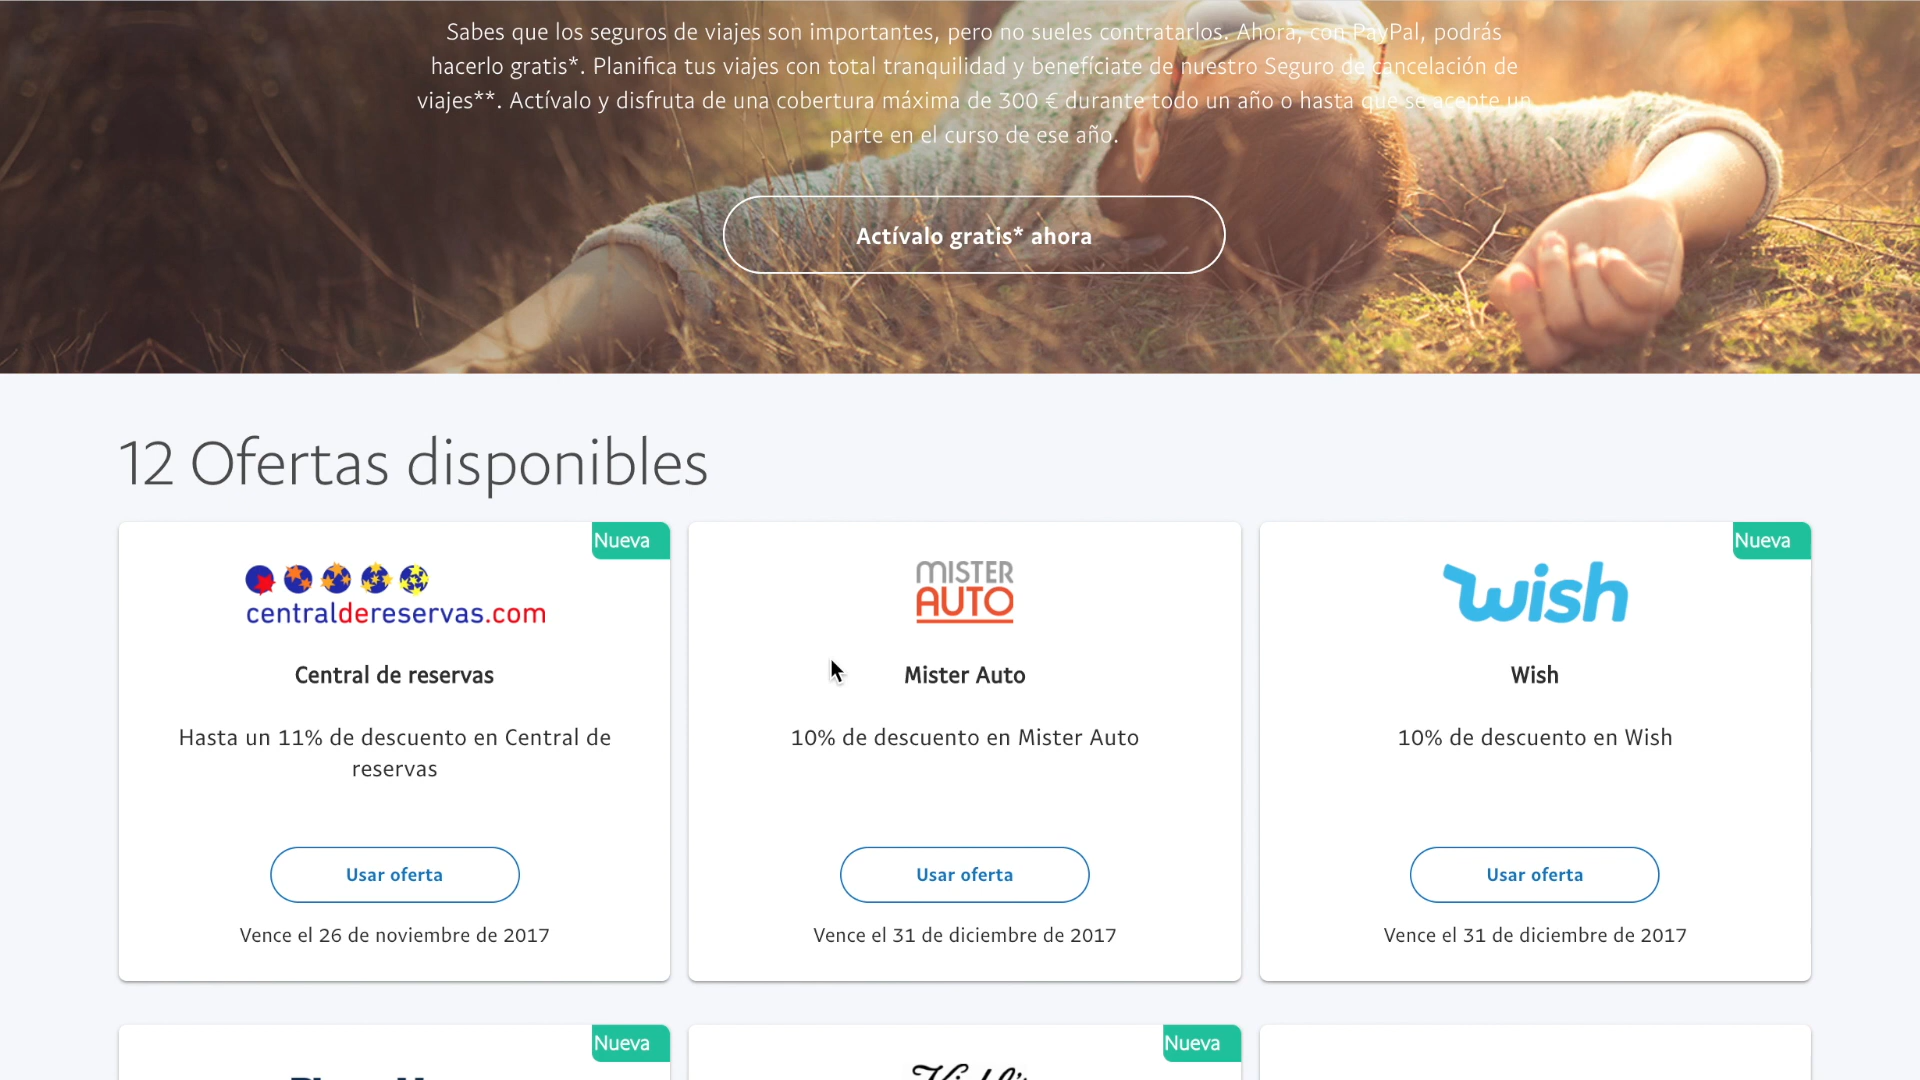 Sabes que los seguros de viajes son importantes, pero no sueles contratarlos. Ahora, con PayPal, podrás
hacerlo gratis*. Planifica tus viajes con total tranquilidad y benefíciate de nuestro Seguro de cancelación de
viajes**. Actívalo y disfruta de una cobertura máxima de 300 € durante todo un año o hasta que se acepte un
parte en el curso de ese año.
Actívalo gratis* ahora
12 Ofertas disponibles
Nueva
centraldereservas.com
Central de reservas
Hasta un 11% de descuento en Central de
reservas
Usar oferta
Vence el 26 de noviembre de 2017
MISTER
AUTO
Mister Auto
10% de descuento en Mister Auto
Usar oferta
Vence el 31 de diciembre de 2017
Nueva
wish
Wish
10% de descuento en Wish
Usar oferta
Vence el 31 de diciembre de 2017
Nueva
Nueva